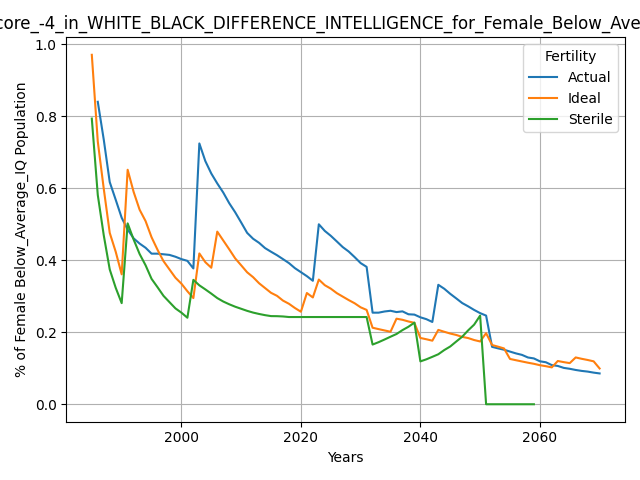 core_-4_in_WHITE_BLACK_DIFFERENCE_INTELLIGENCE_for_Female_Below_Ave
% of Female Below_Average_IQ Population
1.0
0.8
0.6
0.4
0.2
0.0
Fertility
Actual
Ideal
Sterile
2000
2020
2040
2060
Years